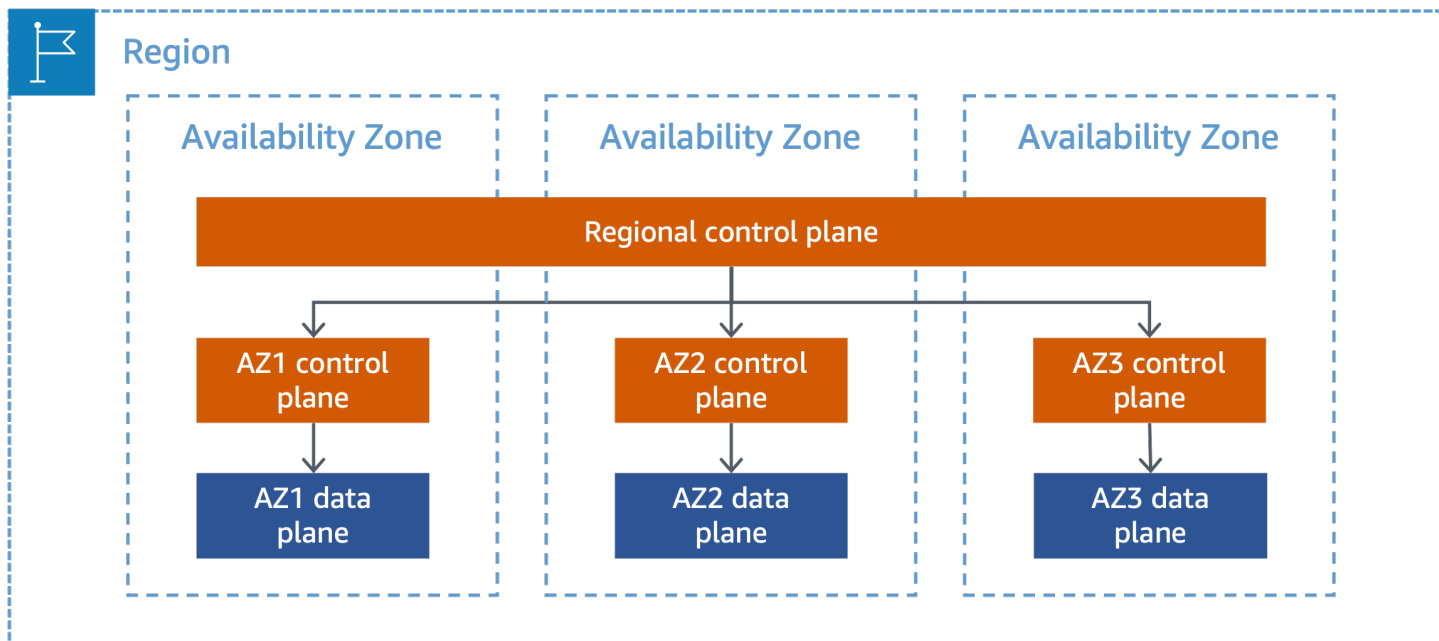 Region
Availability Zone
Availability Zone
Availability Zone
Regional control plane
AZ1 control
plane
AZ2 control
plane
AZ3 control
plane
AZ1 data
plane
AZ2 data
plane
AZ3 data
plane